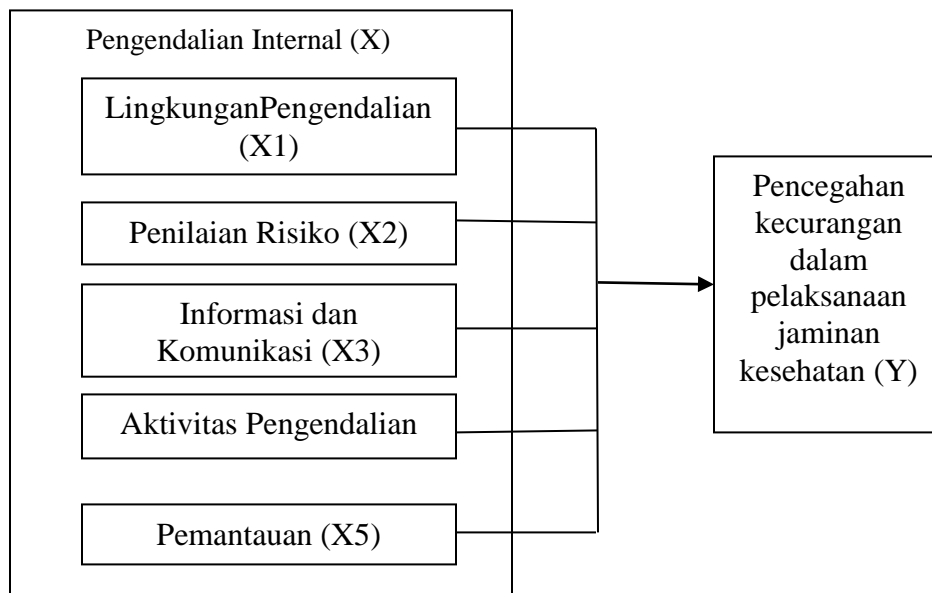 Pengendalian Internal (X)
LingkunganPengendalian
(X1)
Penilaian Risiko (X2)
Informasi dan
Komunikasi (X3)
Aktivitas Pengendalian
Pemantauan (X5)
Pencegahan
kecurangan
dalam
pelaksanaan
jaminan
kesehatan (Y)